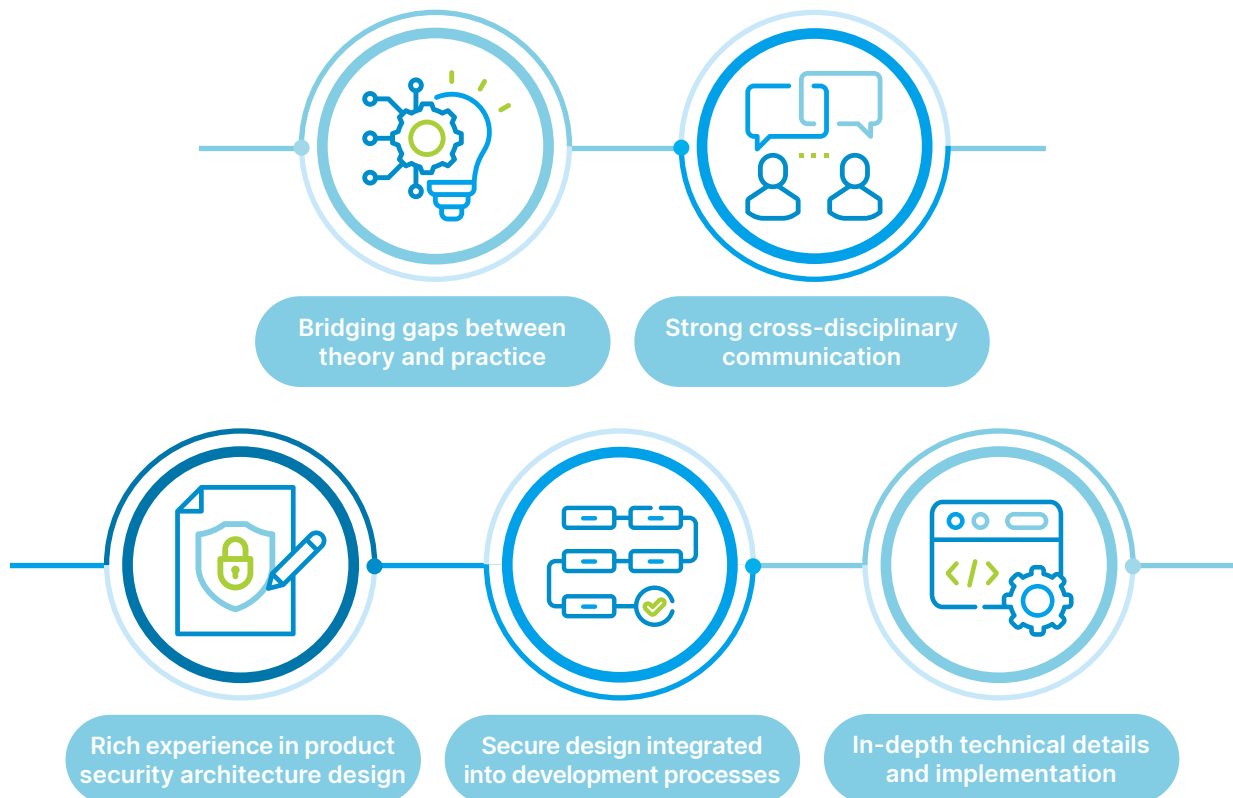 Bridging gaps between
theory and practice
Strong cross-disciplinary
communication
Rich experience in product
security architecture design
Secure design integrated
into development processes
In-depth technical details
and implementation